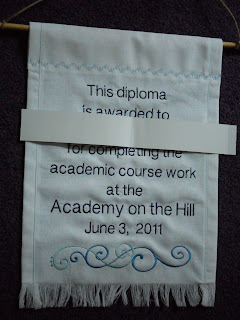 This diploma
is awarded to
for completing the
academic course work
at the
Academy on the Hill
June 3, 2011